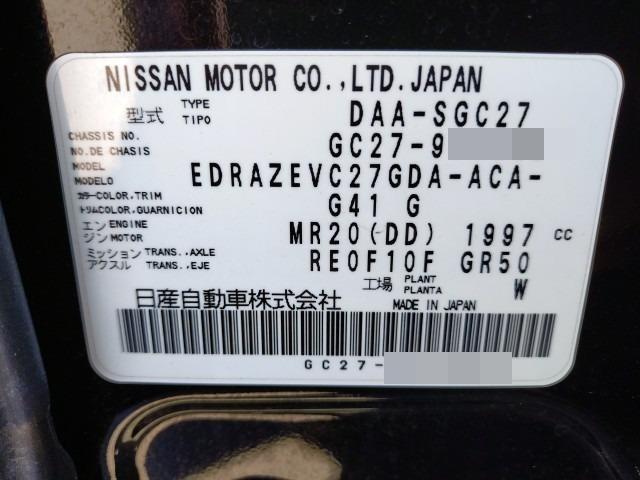 NISSAN MOTOR CO.,LTD.JAPAN
型式 TYPE TIPO DAA-SGC27
CHASSIS NO. NO.DE CHASIS GC27-9
MODEL MODELO EDRAZEVC27GDA-ACA-
カラーCOLOR,TRIM トリムCOLOR,GUARNICION G41 G
エンジン ENGINE MOTOR MR20(DD) 1997 CC
ミッション TRANS.,AXLE アクスル TRANS.,EJE RE0F10F GR50
工場 PLANT PLANTA W
日産自動車株式会社 MADE IN JAPAN
GC27-